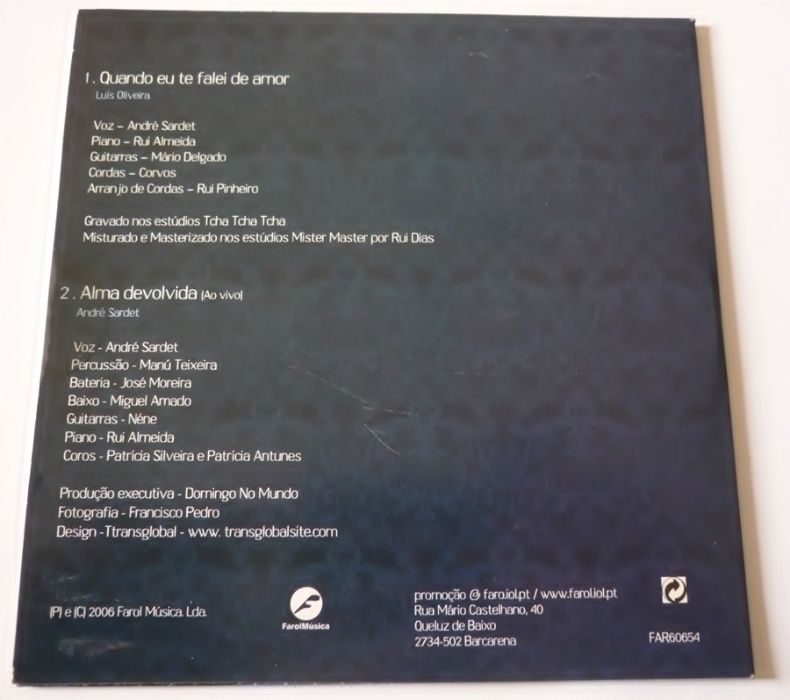 1. Quando eu te falei de amor
Luís Oliveira
Voz – André Sardet
Piano – Rui Almeida
Guitarras – Mário Delgado
Cordas – Corvos
Arranjo de Cordas – Rui Pinheiro
Gravado nos estúdios Tcha Tcha Tcha
Misturado e Masterizado nos estúdios Mister Master por Rui Dias
2. Alma devolvida (Ao vivo)
André Sardet
Voz - André Sardet
Percussão - Manú Teixeira
Bateria - José Moreira
Baixo - Miguel Amado
Guitarras - Néne
Piano - Rui Almeida
Coros - Patrícia Silveira e Patrícia Antunes
Produção executiva - Domingo No Mundo
Fotografia - Francisco Pedro
Design -Ttransglobal - www. transglobalsite.com
(P) e (C) 2006 Farol Música. Lda.
FarolMúsica
promoção @ farol.iol.pt / www.farol.iol.pt
Rua Mário Castelhano, 40
Queluz de Baixo
2734-502 Barcarena
FAR60654